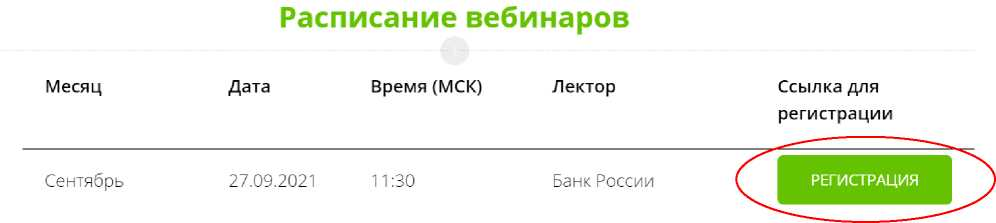 Расписание вебинаров
Месяц Дата Время (МСК) Лектор Ссылка для
регистрации
Сентябрь 27.09.2021 11:30 Банк России РЕГИСТРАЦИЯ